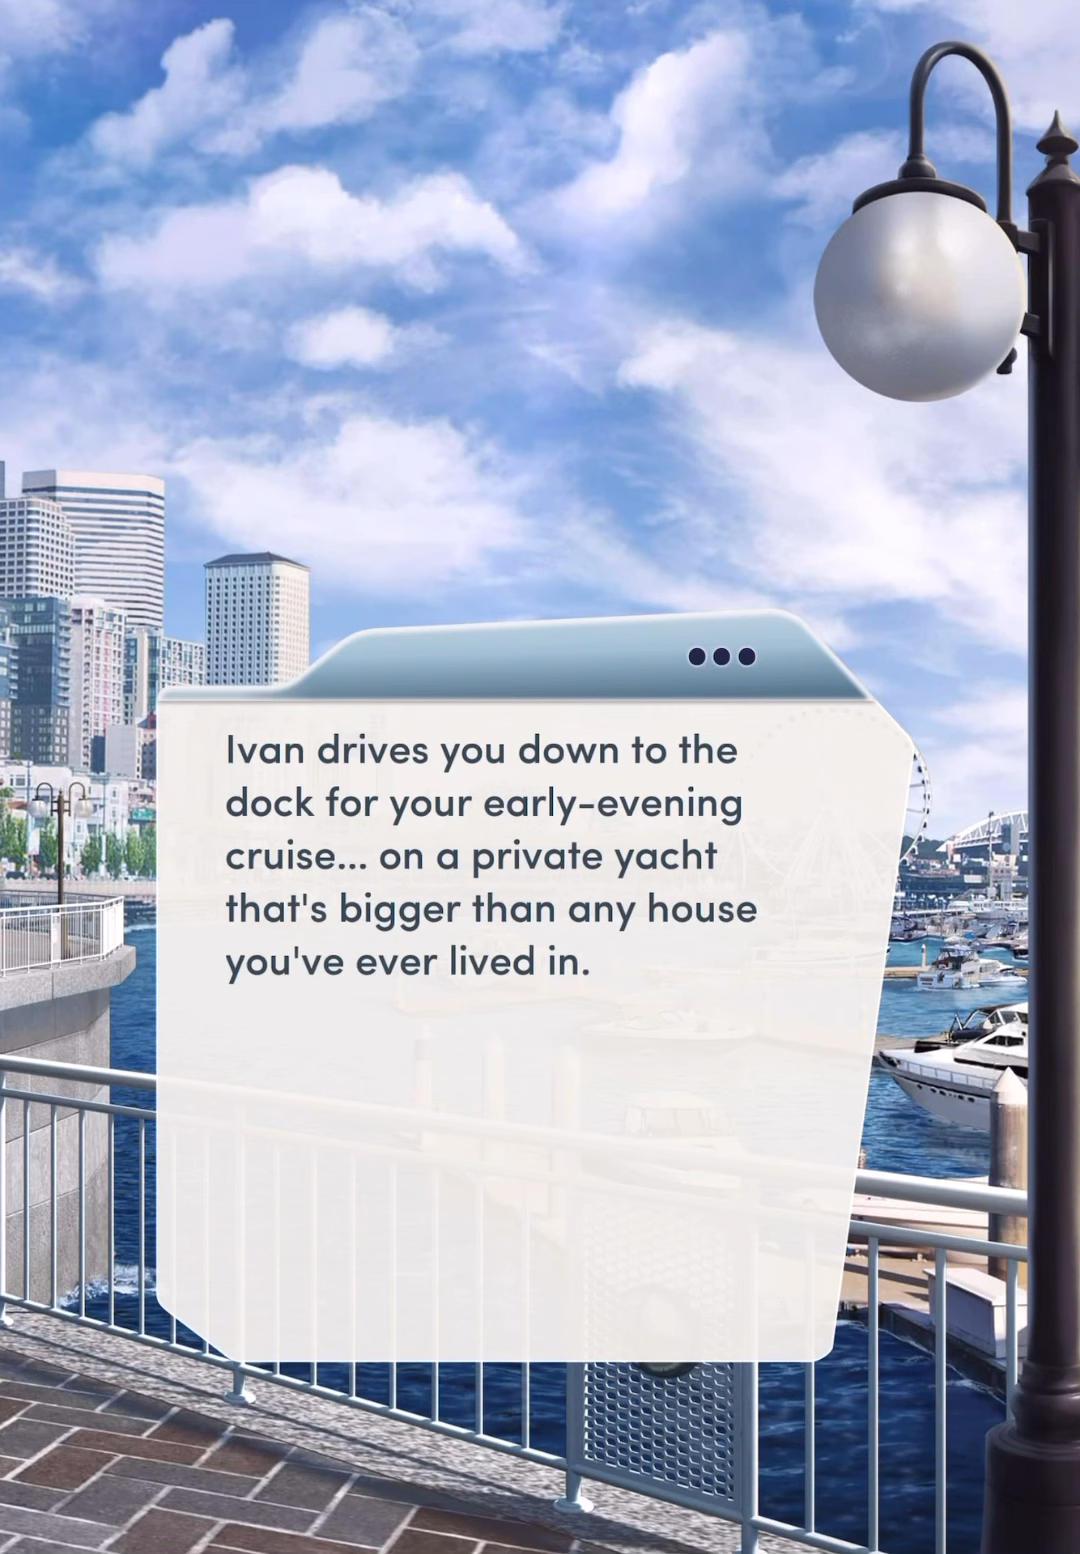 Ivan drives you down to the
dock for your early-evening
cruise... on a private yacht
that's bigger than any house
you've ever lived in.